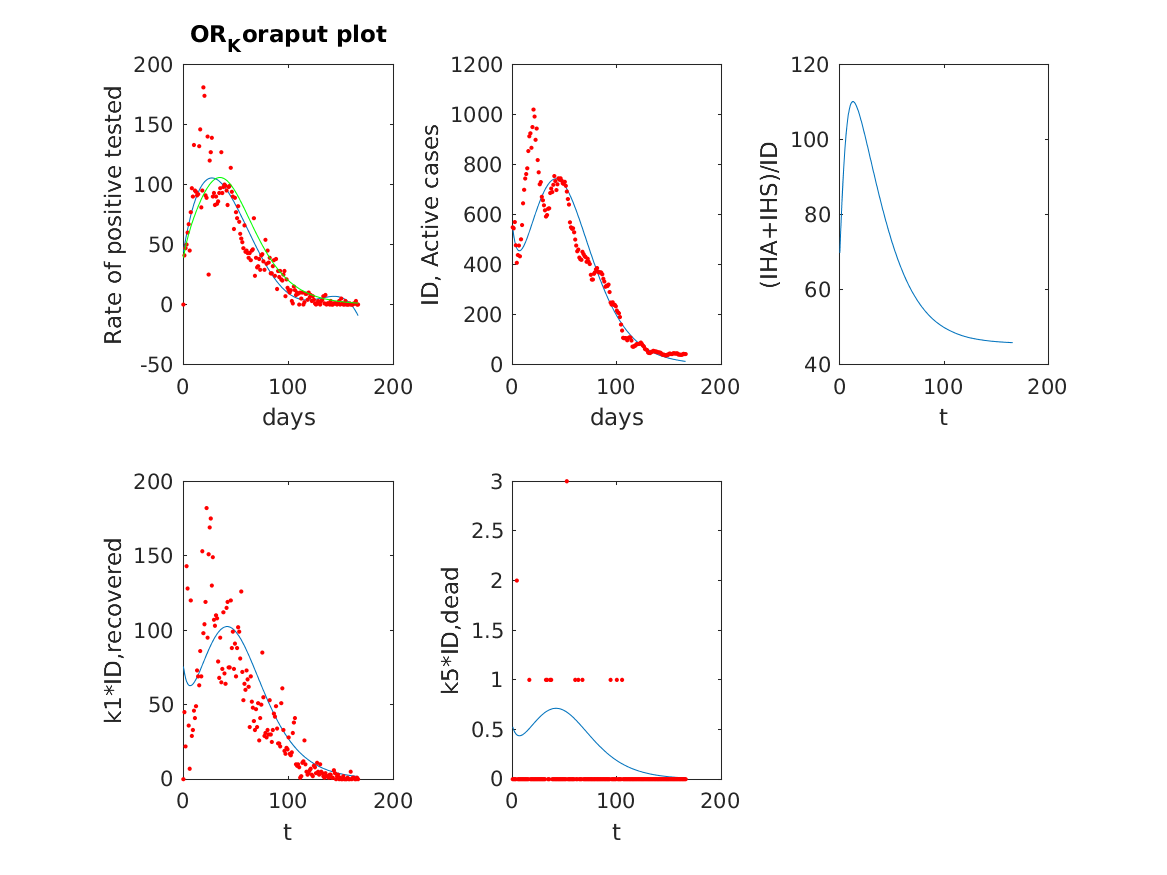 OR_Koraput plot
200
150
100
50
0
-50
Rate of positive tested
0 100 200
days
1200
1000
800
600
400
200
0
ID, Active cases
0 100 200
days
120
100
80
60
40
(IHA+IHS)/ID
0 100 200
t
200
150
100
50
0
k1*ID,recovered
0 100 200
t
3
2.5
2
1.5
1
0.5
0
k5*ID,dead
0 100 200
t